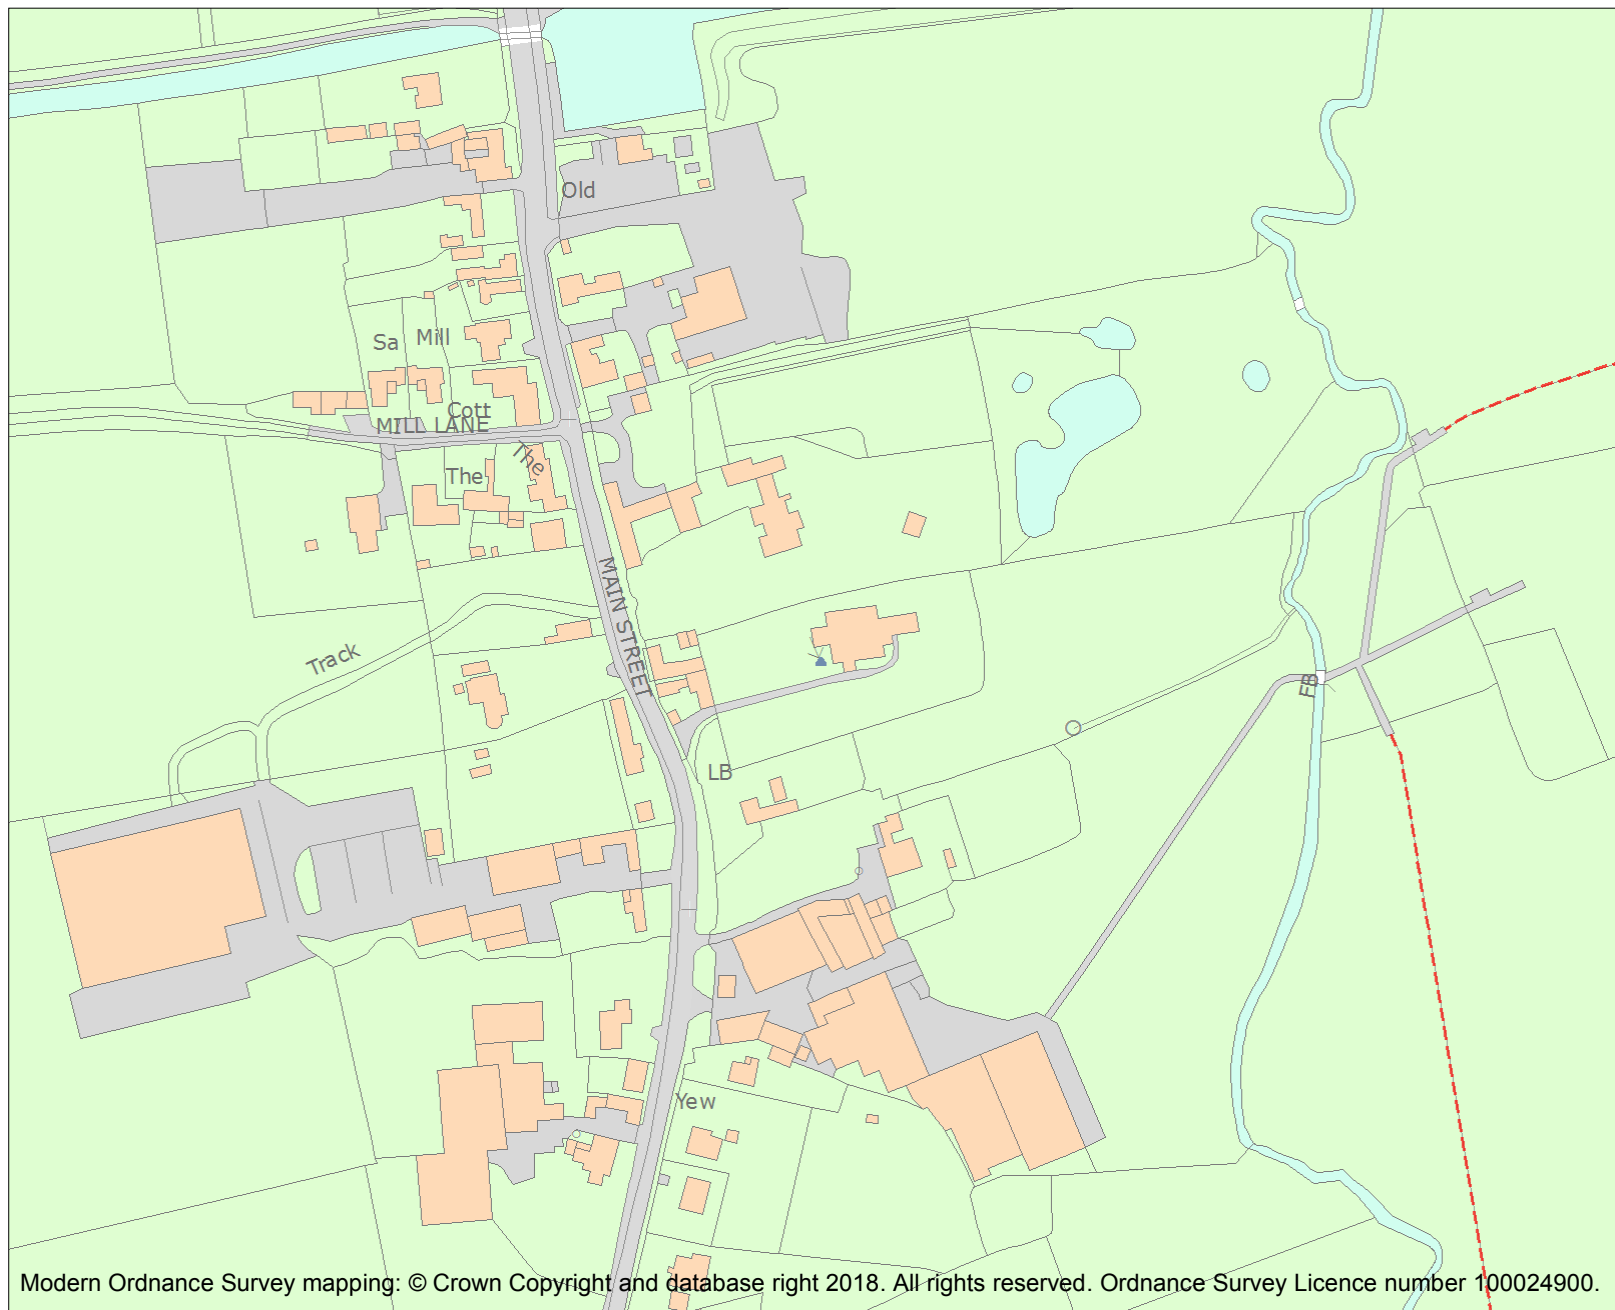 Old
Sa
Mill
Cott
MILL LANE
The
The
MAIN STREET
Track
FB
LB
Yew
Modern Ordnance Survey mapping: © Crown Copyright and database right 2018. All rights reserved. Ordnance Survey Licence number 100024900.